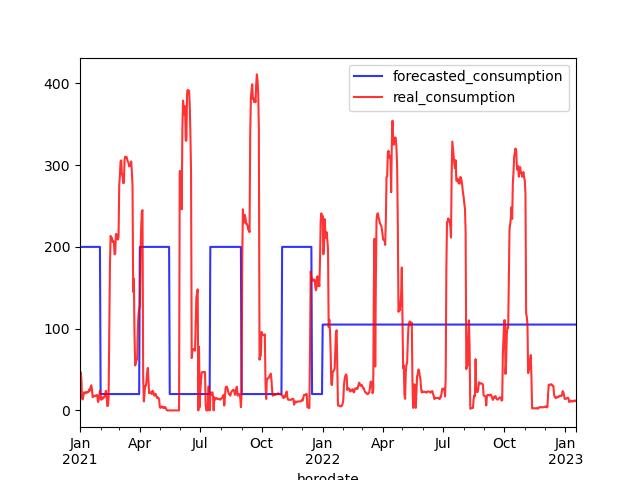 forecasted_consumption
real_consumption
400
300
200
100
0
Jan Apr Jul Oct Jan Apr Jul Oct Jan
2021 2022 2023
horodate